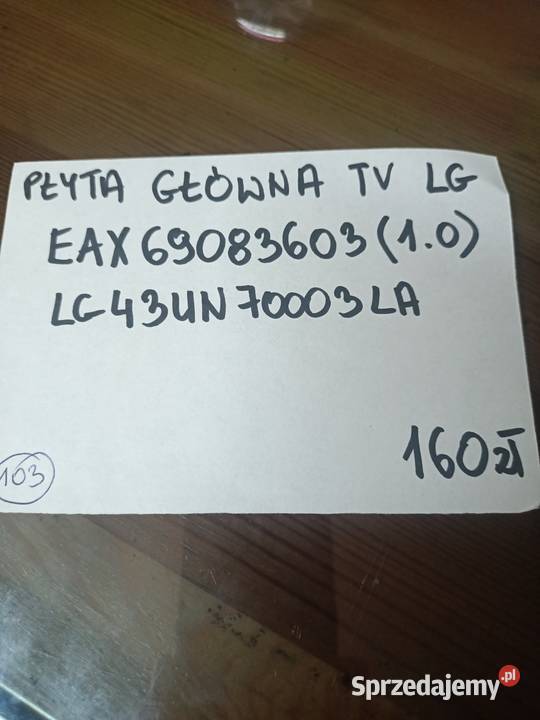 PŁYTA GŁÓWNA TV LG
EAX69083603(1.0)
LG43UN70003LA
160zł
103
Sprzedajemy.pl